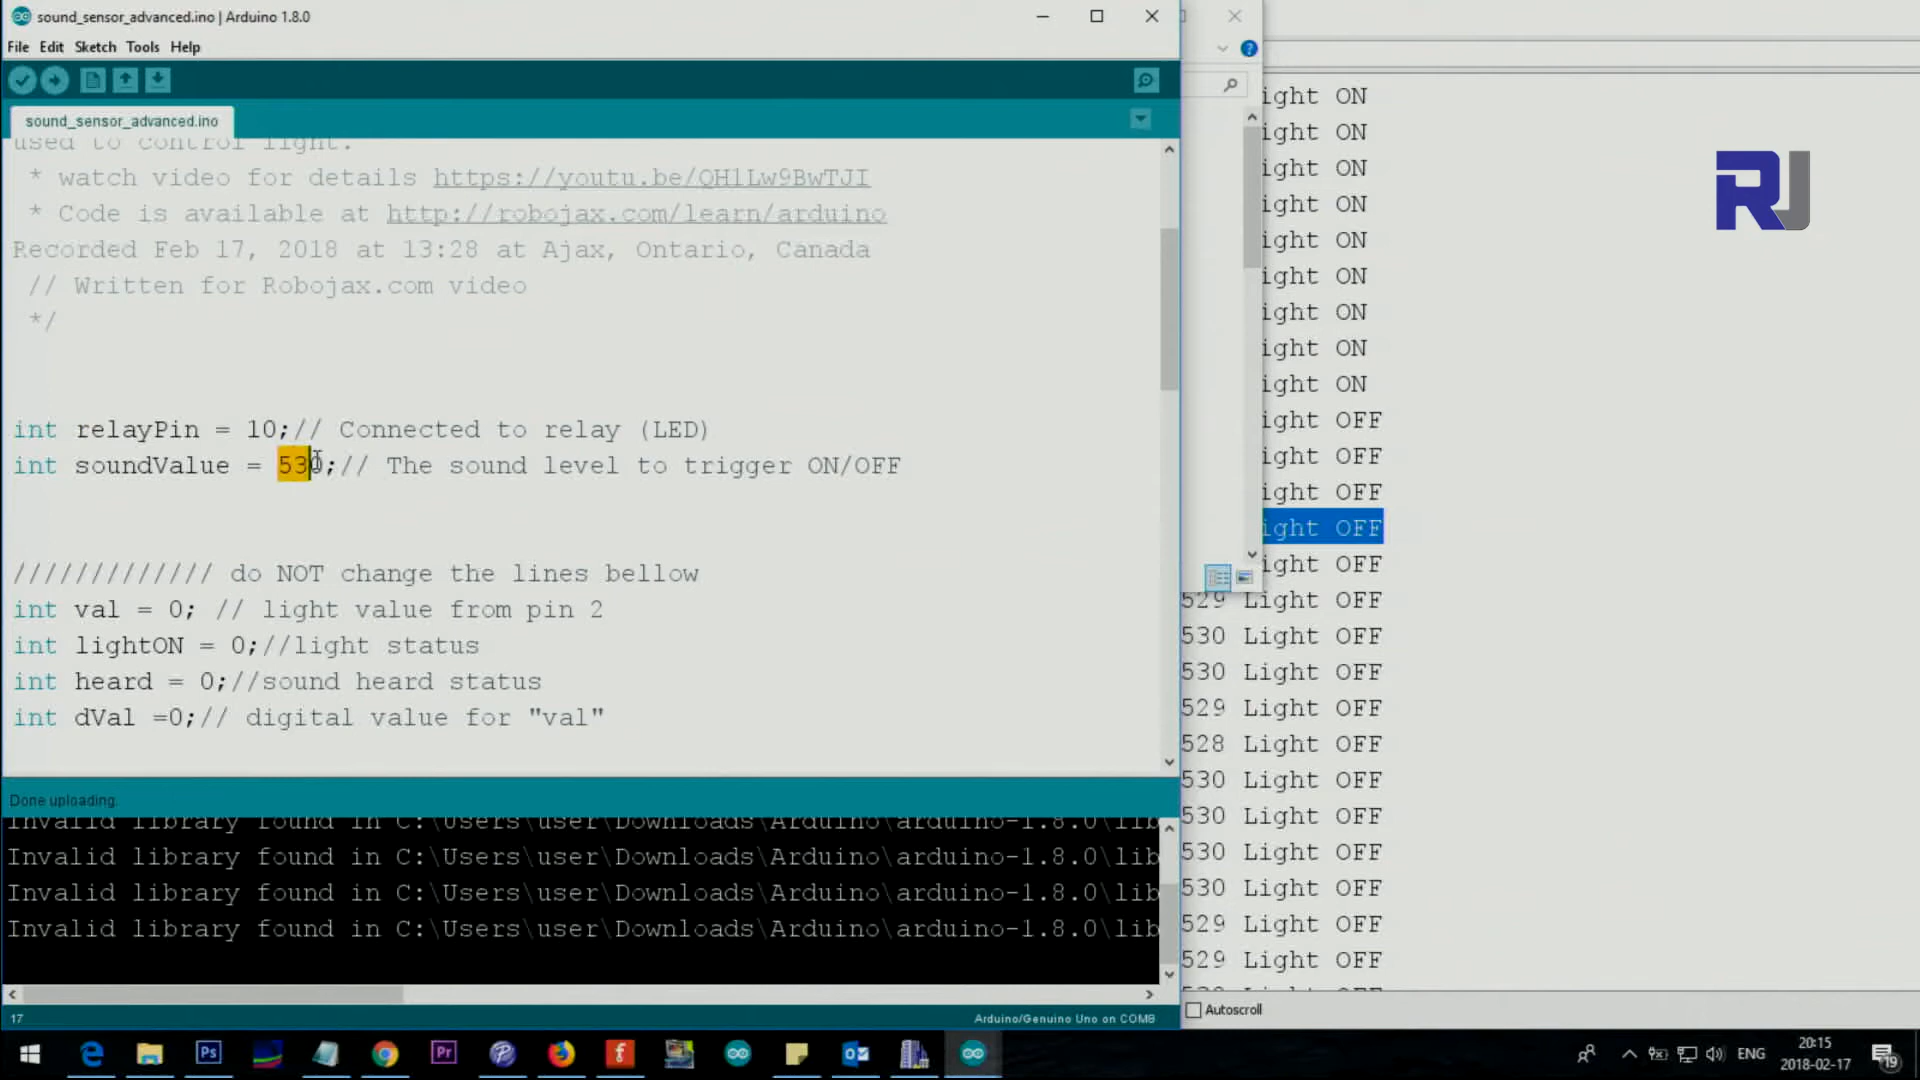 sound_sensor_advanced.ino | Arduino 1.8.0
File Edit Sketch Tools Help
sound_sensor_advanced.ino
used to control light.
* watch video for details https://youtu.be/QH1Lw9BwTJI
* Code is available at http://robojax.com/learn/arduino
Recorded Feb 17, 2018 at 13:28 at Ajax, Ontario, Canada
// Written for Robojax.com video
*/
int relayPin = 10;// Connected to relay (LED)
int soundValue = 530;// The sound level to trigger ON/OFF
///////////// do NOT change the lines bellow
int val = 0; // light value from pin 2
int lightON = 0;//light status
int heard = 0;//sound heard status
int dVal =0;// digital value for "val"
Done uploading.
Invalid library found in C:\Users\user\Downloads\Arduino\arduino-1.8.0\lib
Invalid library found in C:\Users\user\Downloads\Arduino\arduino-1.8.0\lib
Invalid library found in C:\Users\user\Downloads\Arduino\arduino-1.8.0\lib
Invalid library found in C:\Users\user\Downloads\Arduino\arduino-1.8.0\lib
17
Arduino/Genuino Uno on COM8
ight ON
ight ON
ight ON
ight ON
ight ON
ight ON
ight ON
ight ON
ight ON
ight OFF
ight OFF
ight OFF
ight OFF
ight OFF
529 Light OFF
530 Light OFF
530 Light OFF
529 Light OFF
528 Light OFF
530 Light OFF
530 Light OFF
530 Light OFF
530 Light OFF
529 Light OFF
529 Light OFF
Autoscroll
RJ
Ps
Pr
ENG
20:15
2018-02-17
19